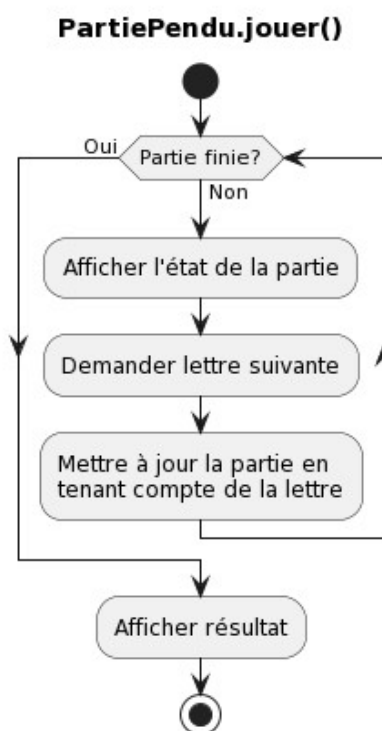 PartiePendu.jouer()
Oui
Partie finie?
Non
Afficher l'état de la partie
Demander lettre suivante
Mettre à jour la partie en
tenant compte de la lettre
Afficher résultat